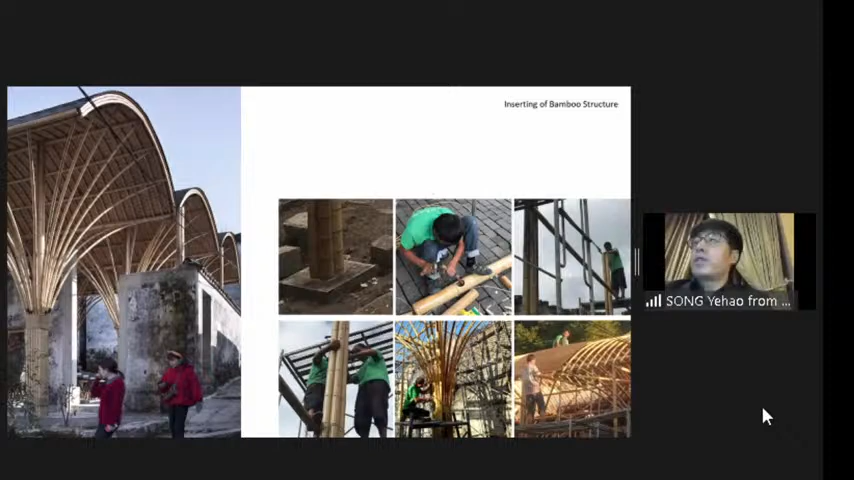 Inserting of Bamboo Structure
SONG Yehao from ...